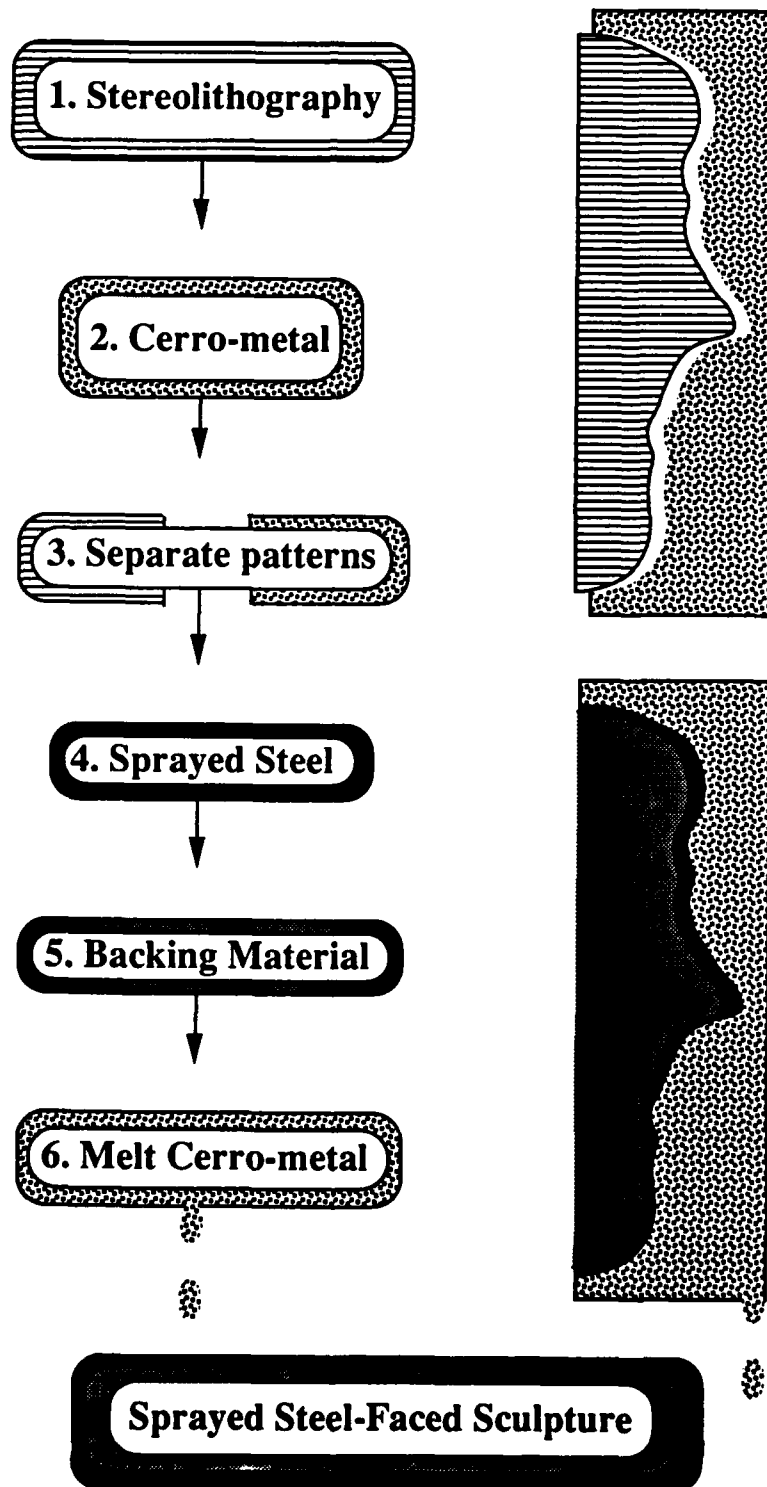 1. Stereolithography
2. Cerro-metal
3. Separate patterns
4. Sprayed Steel
5. Backing Material
6. Melt Cerro-metal
Sprayed Steel-Faced Sculpture